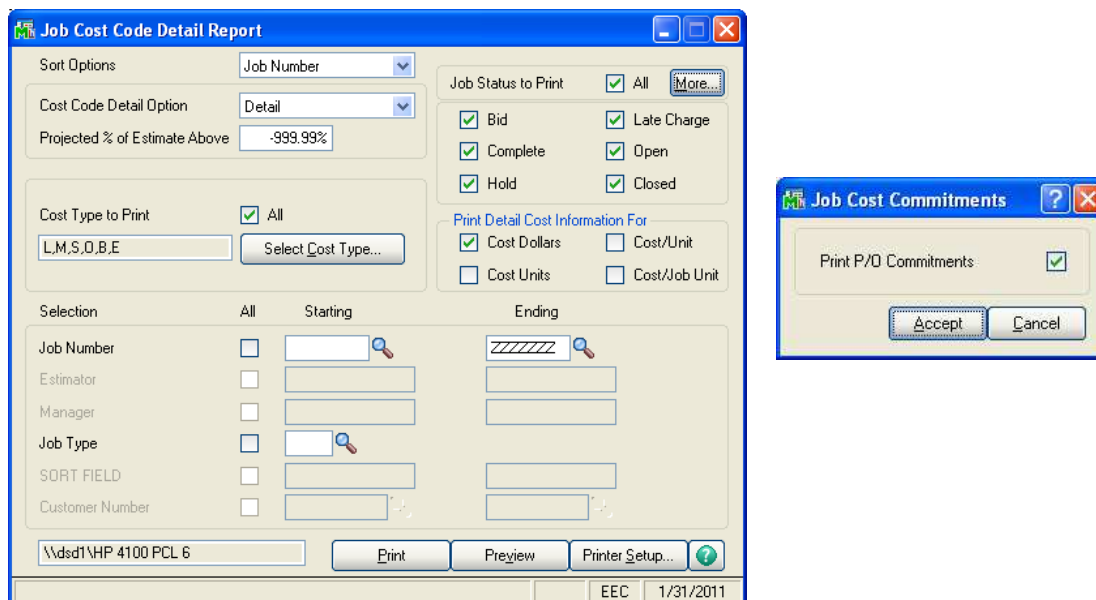 Job Cost Code Detail Report
Sort Options
Job Number
Cost Code Detail Option
Detail
Projected % of Estimate Above
-999.99%
Job Status to Print
All
More...
Bid
Late Charge
Complete
Open
Hold
Closed
Cost Type to Print
All
L,M,S,O,B,E
Select Cost Type...
Print Detail Cost Information For
Cost Dollars
Cost/Unit
Cost Units
Cost/Job Unit
Selection
All
Starting
Ending
Job Number
ZZZZZZZ
Estimator
Manager
Job Type
SORT FIELD
Customer Number
\\dsd1\HP 4100 PCL 6
Print
Preview
Printer Setup...
EEC
1/31/2011
Job Cost Commitments
Print P/O Commitments
Accept
Cancel